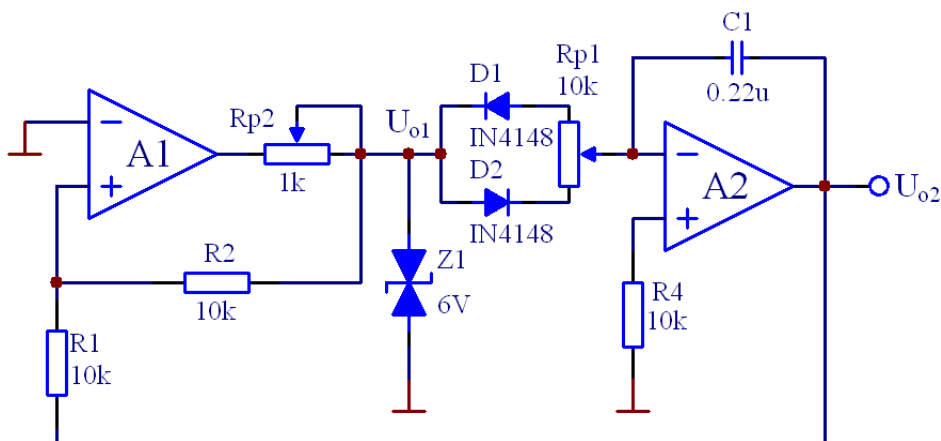 A1
Rp2
1k
R2
10k
R1
10k
Uo1
Z1
6V
D1
IN4148
D2
IN4148
Rp1
10k
C1
0.22u
A2
R4
10k
Uo2